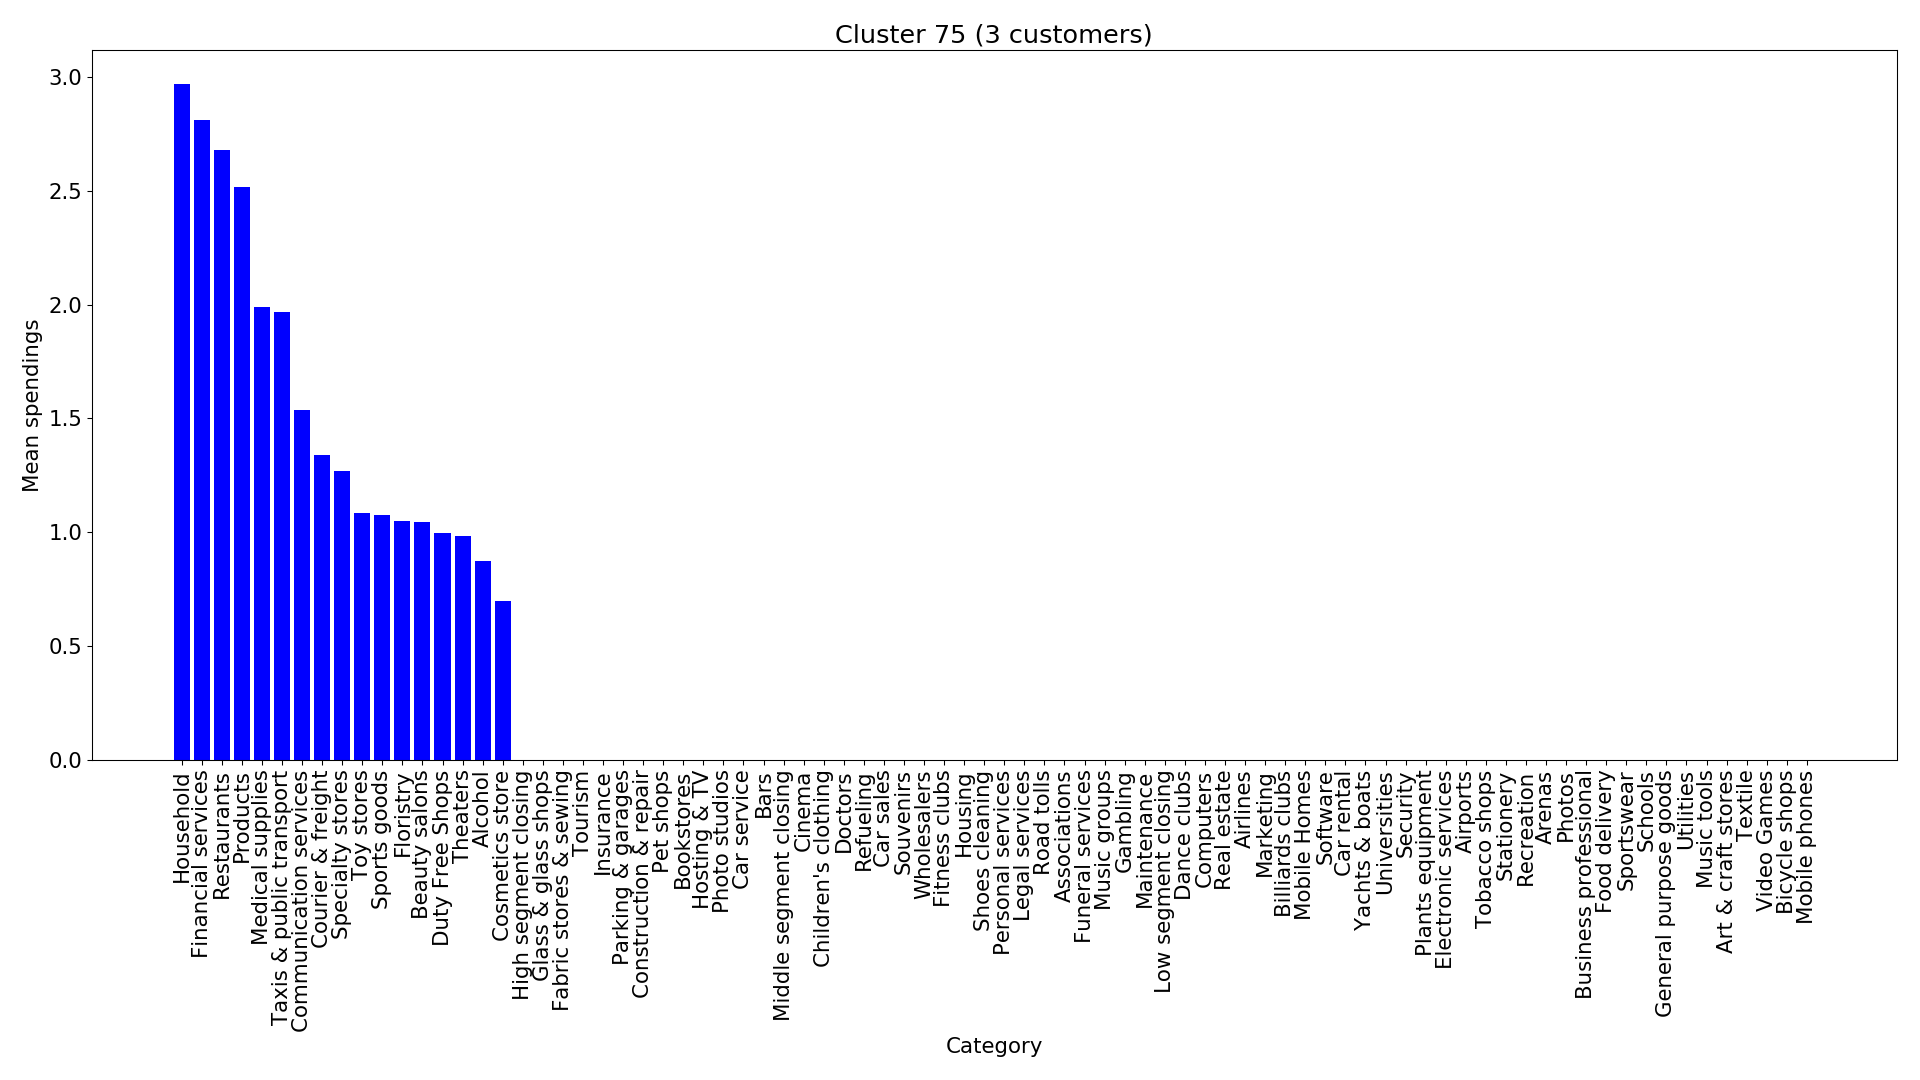 Cluster 75 (3 customers)
3.0
2.5
2.0
1.5
1.0
0.5
0.0
Mean spendings
Household
Financial services
Restaurants
Products
Medical supplies
Taxis & public transport
Communication services
Courier & freight
Specialty stores
Toy stores
Sports goods
Floristry
Beauty salons
Duty Free Shops
Theaters
Alcohol
Cosmetics store
High segment closing
Glass & glass shops
Fabric stores & sewing
Tourism
Insurance
Parking & garages
Construction & repair
Pet shops
Bookstores
Hosting & TV
Photo studios
Car service
Bars
Middle segment closing
Cinema
Children's clothing
Doctors
Refueling
Car sales
Souvenirs
Wholesalers
Fitness clubs
Housing
Shoes cleaning
Personal services
Legal services
Road tolls
Associations
Funeral services
Music groups
Gambling
Maintenance
Low segment closing
Dance clubs
Computers
Real estate
Airlines
Marketing
Billiards clubs
Mobile Homes
Software
Car rental
Yachts & boats
Universities
Security
Plants equipment
Electronic services
Airports
Tobacco shops
Stationery
Recreation
Arenas
Photos
Business professional
Food delivery
Sportswear
Schools
General purpose goods
Utilities
Music tools
Art & craft stores
Textile
Video Games
Bicycle shops
Mobile phones
Category